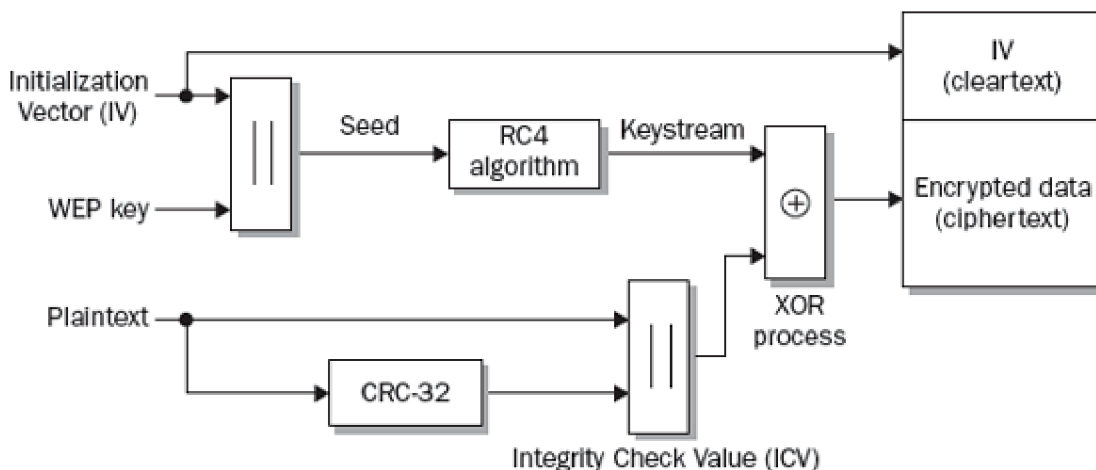 Initialization
Vector (IV)
WEP key
Seed
RC4
algorithm
Keystream
IV
(cleartext)
Encrypted data
(ciphertext)
XOR
process
Plaintext
CRC-32
Integrity Check Value (ICV)